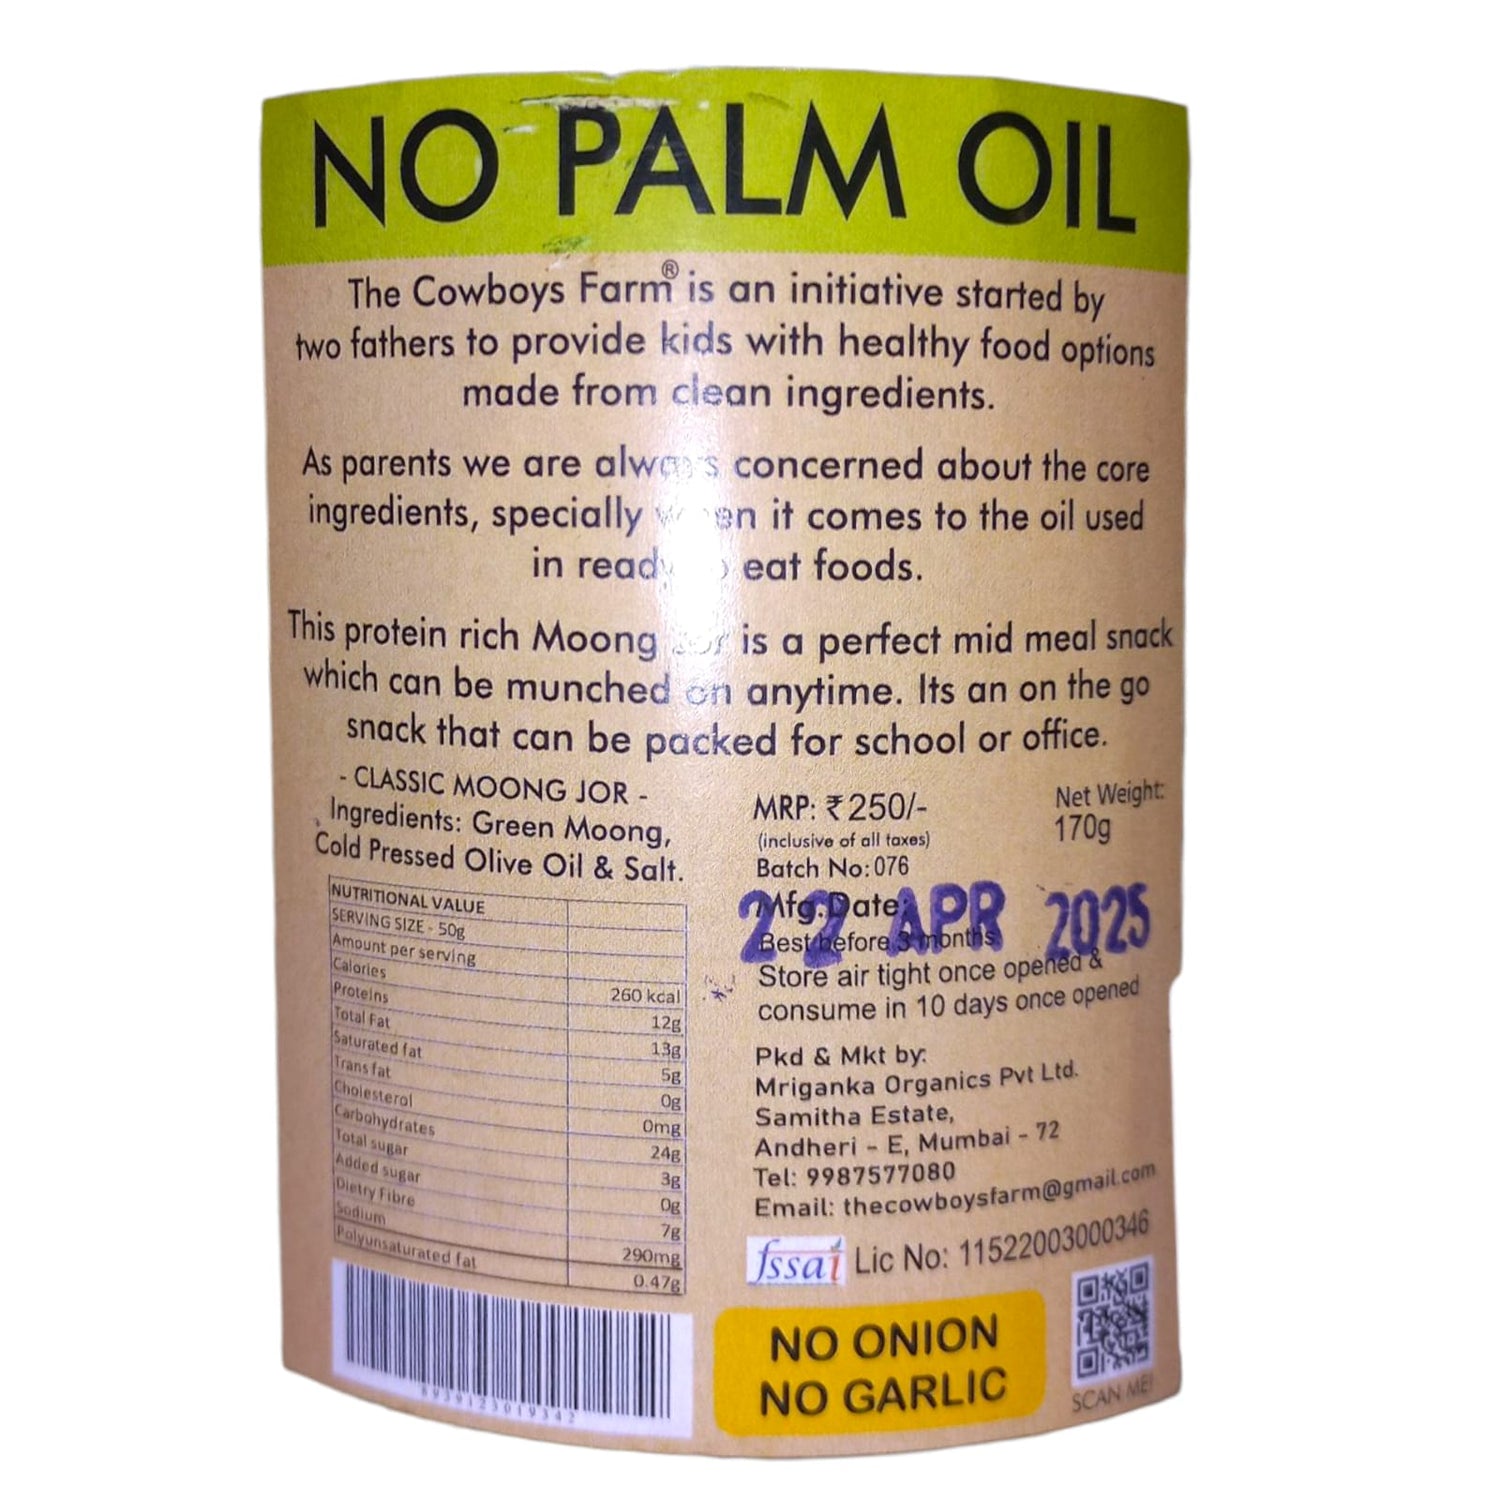 NO PALM OIL
The Cowboys Farm® is an initiative started by
two fathers to provide kids with healthy food options
made from clean ingredients.
As parents we are always concerned about the core
ingredients, specially when it comes to the oil used
in ready eat foods.
This protein rich Moong Jor is a perfect mid meal snack
which can be munched on anytime. Its an on the go
snack that can be packed for school or office.
- CLASSIC MOONG JOR -
Ingredients: Green Moong,
Cold Pressed Olive Oil & Salt.
NUTRITIONAL VALUE
SERVING SIZE - 50g
Amount per serving
Calories 260 kcal
Proteins 12g
Total Fat 13g
Saturated fat 5g
Trans fat 0g
Cholesterol 0mg
Carbohydrates 24g
Total sugar 3g
Added sugar 0g
Dietry Fibre 7g
Sodium 290mg
Polyunsaturated fat 0.47g
8939123019342
MRP: ₹250/-
Net Weight:
170g
(inclusive of all taxes)
Batch No:076
Mfg.Date:
22 APR 2025
Best before 3 months
Store air tight once opened &
consume in 10 days once opened
Pkd & Mkt by:
Mriganka Organics Pvt Ltd.
Samitha Estate,
Andheri - E, Mumbai - 72
Tel: 9987577080
Email: thecowboysfarm@gmail.com
fssai Lic No: 11522003000346
NO ONION
NO GARLIC
SCAN ME!